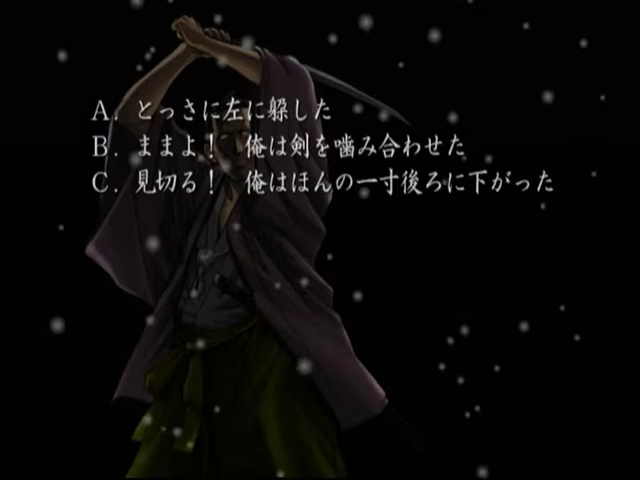 A．とっさに左に躱した
B．ままよ！　俺は剣を噛み合わせた
C．見切る！　俺はほんの一寸後ろに下がった